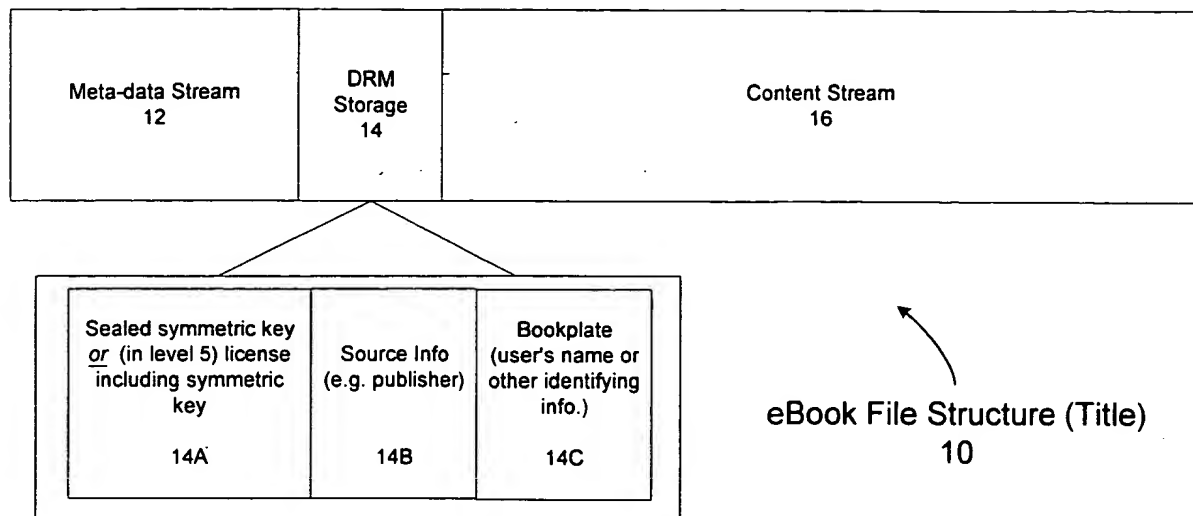 Meta-data Stream
12
DRM
Storage
14
Content Stream
16
Sealed symmetric key
or (in level 5) license
including symmetric
key
14A
Source Info
(e.g. publisher)
14B
Bookplate
(user's name or
other identifying
info.)
14C
eBook File Structure (Title)
10